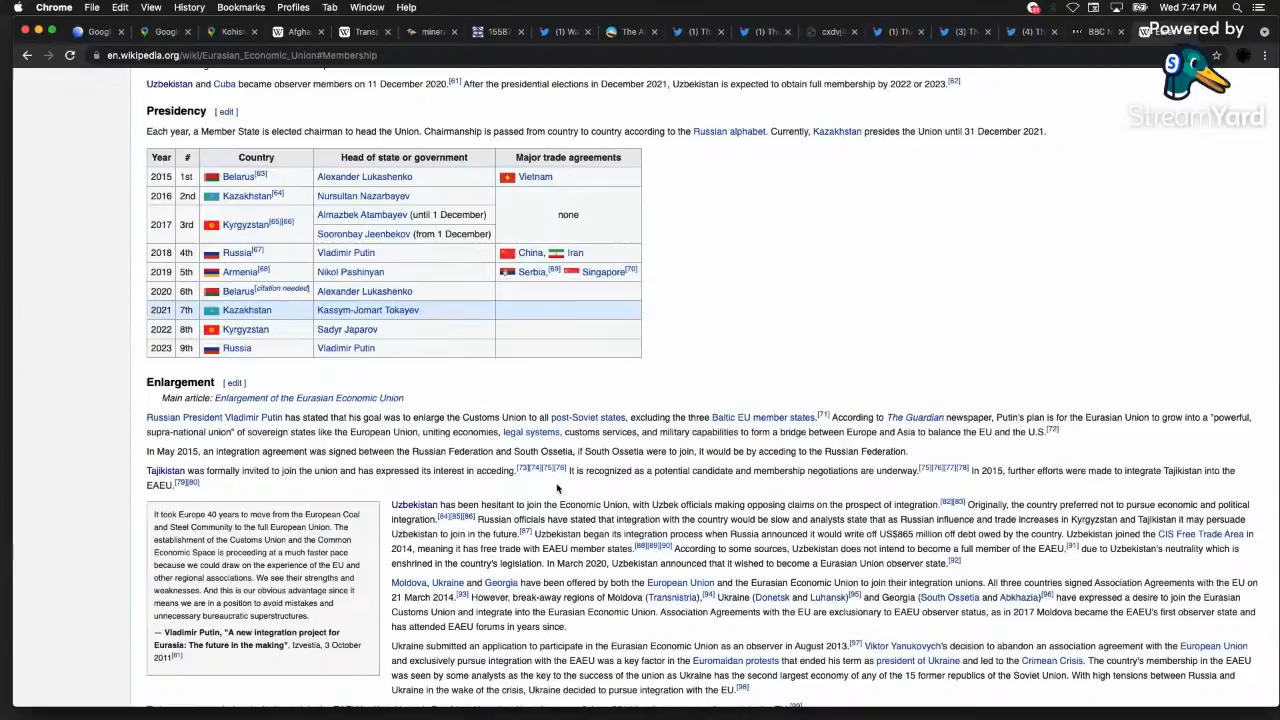 Chrome File Edit View History Bookmarks Profiles Tab Window Help
Wed 7:47 PM
Powered by
Googl Google Kohis Afgha Trans miner 15587 (1) Wa The A (1) The (1) The cxdvj (1) The (3) The (4) The BBC N
en.wikipedia.org/wiki/Eurasian_Economic_Union#Membership
StreamYard
Uzbekistan and Cuba became observer members on 11 December 2020.[61] After the presidential elections in December 2021, Uzbekistan is expected to obtain full membership by 2022 or 2023.[62]
Presidency [ edit ]
Each year, a Member State is elected chairman to head the Union. Chairmanship is passed from country to country according to the Russian alphabet. Currently, Kazakhstan presides the Union until 31 December 2021.
Year # Country Head of state or government Major trade agreements
2015 1st Belarus[63] Alexander Lukashenko Vietnam
2016 2nd Kazakhstan[64] Nursultan Nazarbayev none
2017 3rd Kyrgyzstan[65][66] Almazbek Atambayev (until 1 December)
Sooronbay Jeenbekov (from 1 December)
2018 4th Russia[67] Vladimir Putin China, Iran
2019 5th Armenia[68] Nikol Pashinyan Serbia,[69] Singapore[70]
2020 6th Belarus[citation needed] Alexander Lukashenko
2021 7th Kazakhstan Kassym-Jomart Tokayev
2022 8th Kyrgyzstan Sadyr Japarov
2023 9th Russia Vladimir Putin
Enlargement [ edit ]
Main article: Enlargement of the Eurasian Economic Union
Russian President Vladimir Putin has stated that his goal was to enlarge the Customs Union to all post-Soviet states, excluding the three Baltic EU member states.[71] According to The Guardian newspaper, Putin's plan is for the Eurasian Union to grow into a "powerful,
supra-national union" of sovereign states like the European Union, uniting economies, legal systems, customs services, and military capabilities to form a bridge between Europe and Asia to balance the EU and the U.S.[72]
In May 2015, an integration agreement was signed between the Russian Federation and South Ossetia, if South Ossetia were to join, it would be by acceding to the Russian Federation.
Tajikistan was formally invited to join the union and has expressed its interest in acceding.[73][74][75][76] It is recognized as a potential candidate and membership negotiations are underway.[75][76][77][78] In 2015, further efforts were made to integrate Tajikistan into the
EAEU.[79][80]
It took Europe 40 years to move from the European Coal
and Steel Community to the full European Union. The
establishment of the Customs Union and the Common
Economic Space is proceeding at a much faster pace
because we could draw on the experience of the EU and
other regional associations. We see their strengths and
weaknesses. And this is our obvious advantage since it
means we are in a position to avoid mistakes and
unnecessary bureaucratic superstructures.
— Vladimir Putin, "A new integration project for
Eurasia: The future in the making", Izvestia, 3 October
2011[81]
Uzbekistan has been hesitant to join the Economic Union, with Uzbek officials making opposing claims on the prospect of integration.[82][83] Originally, the country preferred not to pursue economic and political
integration.[84][85][86] Russian officials have stated that integration with the country would be slow and analysts state that as Russian influence and trade increases in Kyrgyzstan and Tajikistan it may persuade
Uzbekistan to join in the future.[87] Uzbekistan began its integration process when Russia announced it would write off US$865 million off debt owed by the country. Uzbekistan joined the CIS Free Trade Area in
2014, meaning it has free trade with EAEU member states.[88][89][90] According to some sources, Uzbekistan does not intend to become a full member of the EAEU.[91] due to Uzbekistan's neutrality which is
enshrined in the country's legislation. In March 2020, Uzbekistan announced that it wished to become a Eurasian Union observer state.[92]
Moldova, Ukraine and Georgia have been offered by both the European Union and the Eurasian Economic Union to join their integration unions. All three countries signed Association Agreements with the EU on
21 March 2014.[93] However, break-away regions of Moldova (Transnistria),[94] Ukraine (Donetsk and Luhansk)[95] and Georgia (South Ossetia and Abkhazia)[96] have expressed a desire to join the Eurasian
Customs Union and integrate into the Eurasian Economic Union. Association Agreements with the EU are exclusionary to EAEU observer status, as in 2017 Moldova became the EAEU's first observer state and
has attended EAEU forums in years since.
Ukraine submitted an application to participate in the Eurasian Economic Union as an observer in August 2013.[97] Viktor Yanukovych's decision to abandon an association agreement with the European Union
and exclusively pursue integration with the EAEU was a key factor in the Euromaidan protests that ended his term as president of Ukraine and led to the Crimean Crisis. The country's membership in the EAEU
was seen by some analysts as the key to the success of the union as Ukraine has the second largest economy of any of the 15 former republics of the Soviet Union. With high tensions between Russia and
Ukraine in the wake of the crisis, Ukraine decided to pursue integration with the EU.[98]